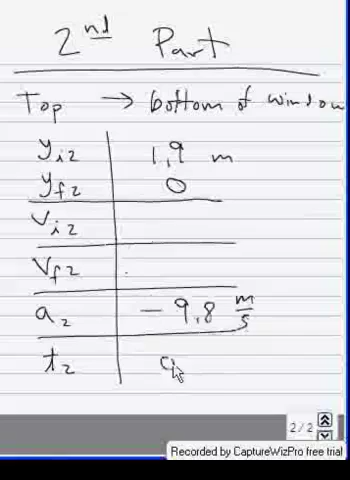 2nd Part
Top → bottom of window
yi2 1.9 m
yf2 0
vi2
vf2
a2 - 9.8 m/s
t2
2 / 2
Recorded by CaptureWizPro free trial